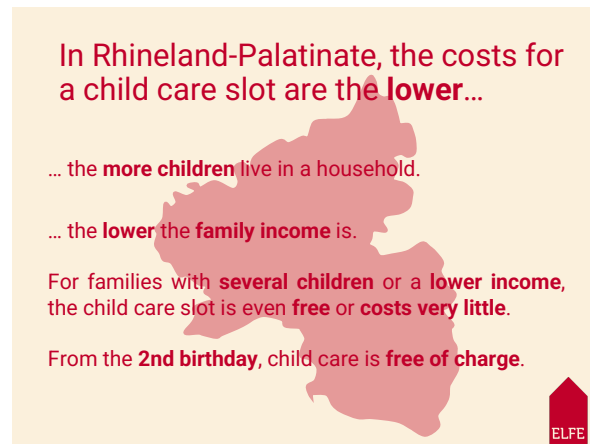 In Rhineland-Palatinate, the costs for
a child care slot are the lower...
... the more children live in a household.
... the lower the family income is.
For families with several children or a lower income,
the child care slot is even free or costs very little.
From the 2nd birthday, child care is free of charge.
ELFE